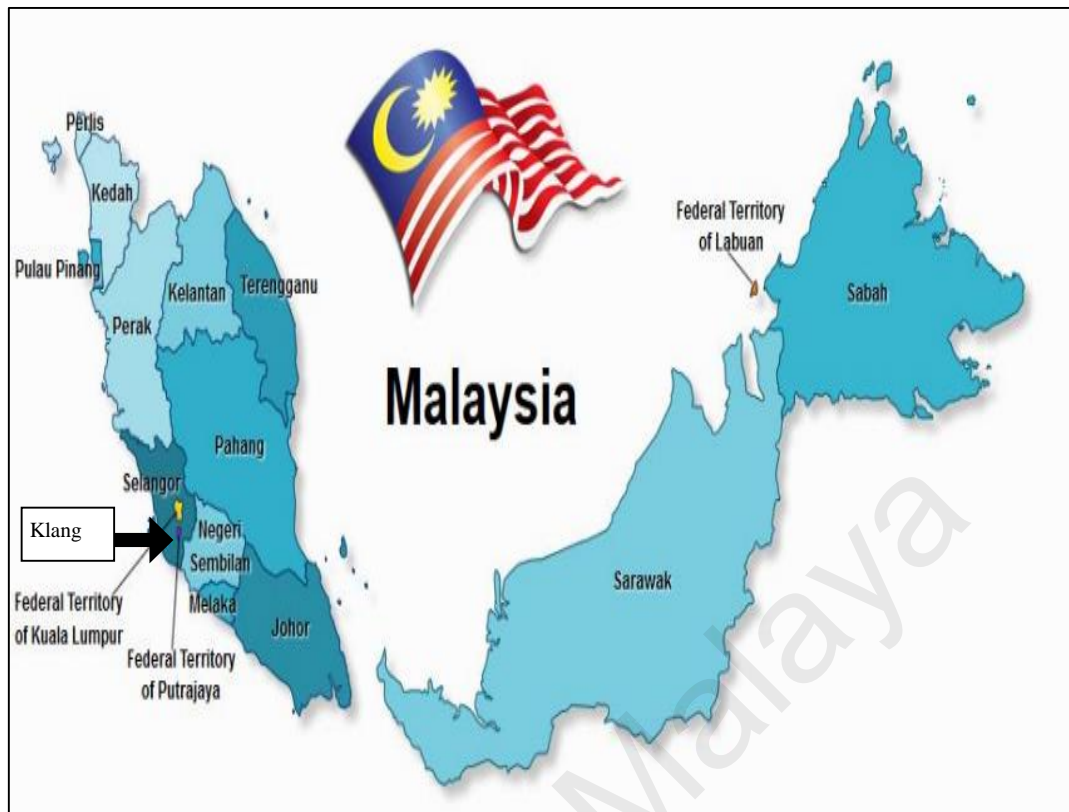 Perlis
Kedah
Pulau Pinang
Perak
Kelantan
Terengganu
Pahang
Selangor
Klang
Negeri
Sembilan
Melaka
Johor
Federal Territory
of Kuala Lumpur
Federal Territory
of Putrajaya
Malaysia
Federal Territory
of Labuan
Sabah
Sarawak
Malaya